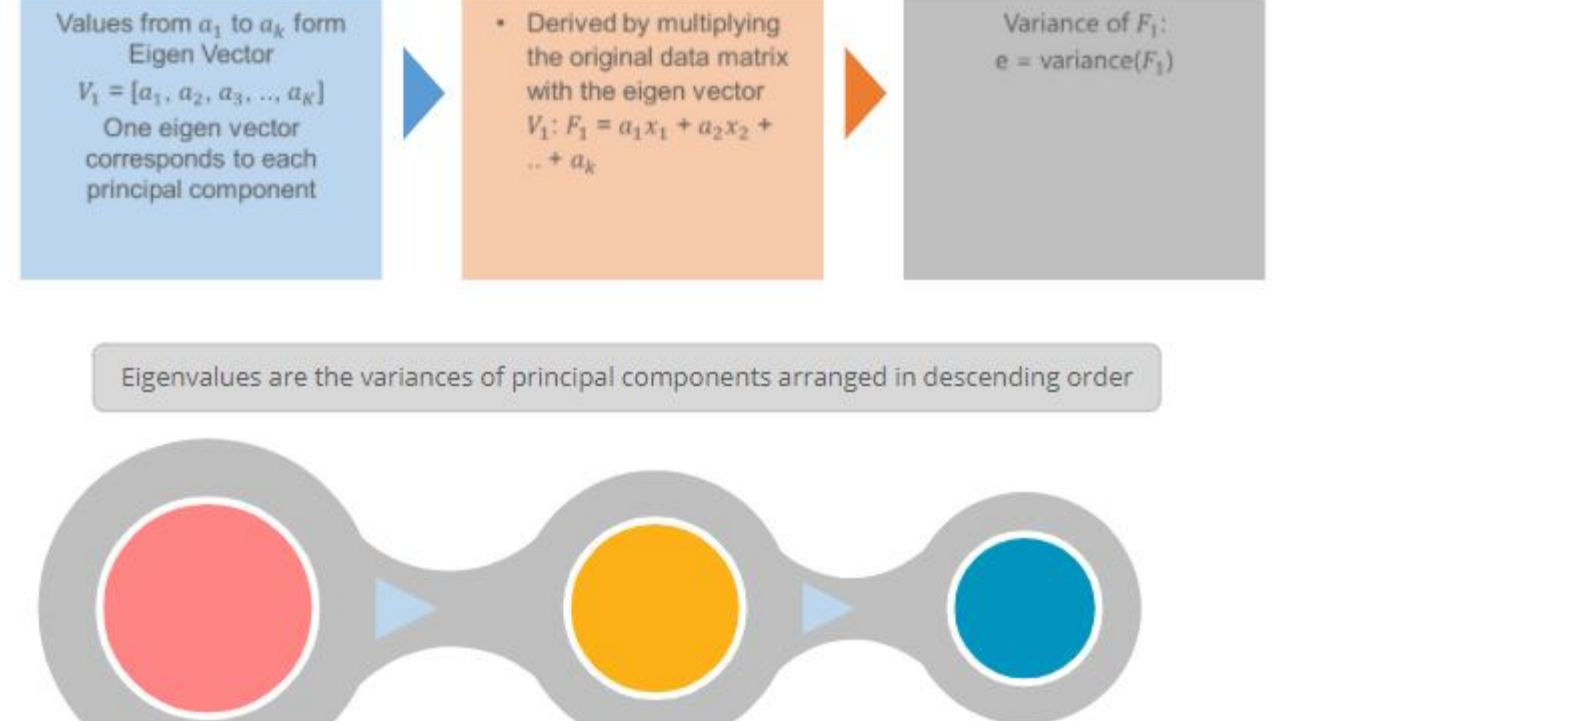 Values from a₁ to aₖ form
Eigen Vector
V₁ = [a₁, a₂, a₃, .., a_K]
One eigen vector
corresponds to each
principal component
• Derived by multiplying
the original data matrix
with the eigen vector
V₁: F₁ = a₁x₁ + a₂x₂ +
.. + aₖ
Variance of F₁:
e = variance(F₁)
Eigenvalues are the variances of principal components arranged in descending order